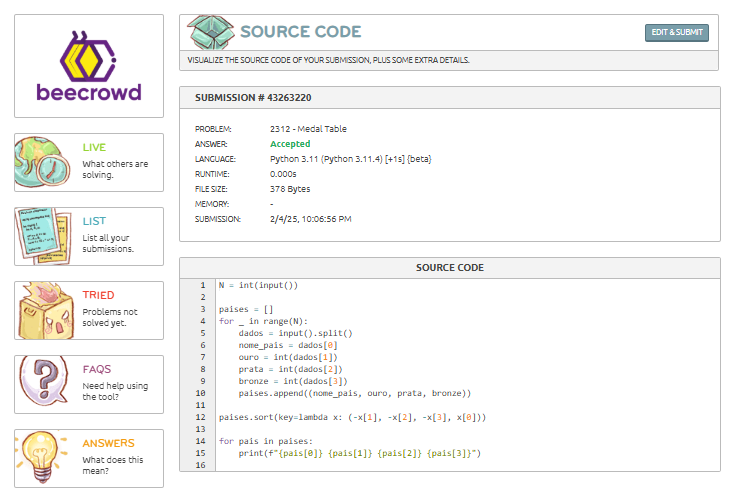 beecrowd
LIVE
What others are
solving.
LIST
List all your
submissions.
TRIED
Problems not
solved yet.
FAQS
Need help using
the tool?
ANSWERS
What does this
mean?
SOURCE CODE
EDIT & SUBMIT
VISUALIZE THE SOURCE CODE OF YOUR SUBMISSION, PLUS SOME EXTRA DETAILS.
SUBMISSION # 43263220
PROBLEM: 2312 - Medal Table
ANSWER: Accepted
LANGUAGE: Python 3.11 (Python 3.11.4) [+1s] {beta}
RUNTIME: 0.000s
FILE SIZE: 378 Bytes
MEMORY: -
SUBMISSION: 2/4/25, 10:06:56 PM
SOURCE CODE
1 N = int(input())
2
3 paises = []
4 for _ in range(N):
5     dados = input().split()
6     nome_pais = dados[0]
7     ouro = int(dados[1])
8     prata = int(dados[2])
9     bronze = int(dados[3])
10     paises.append((nome_pais, ouro, prata, bronze))
11
12 paises.sort(key=lambda x: (-x[1], -x[2], -x[3], x[0]))
13
14 for pais in paises:
15     print(f"{pais[0]} {pais[1]} {pais[2]} {pais[3]}")
16